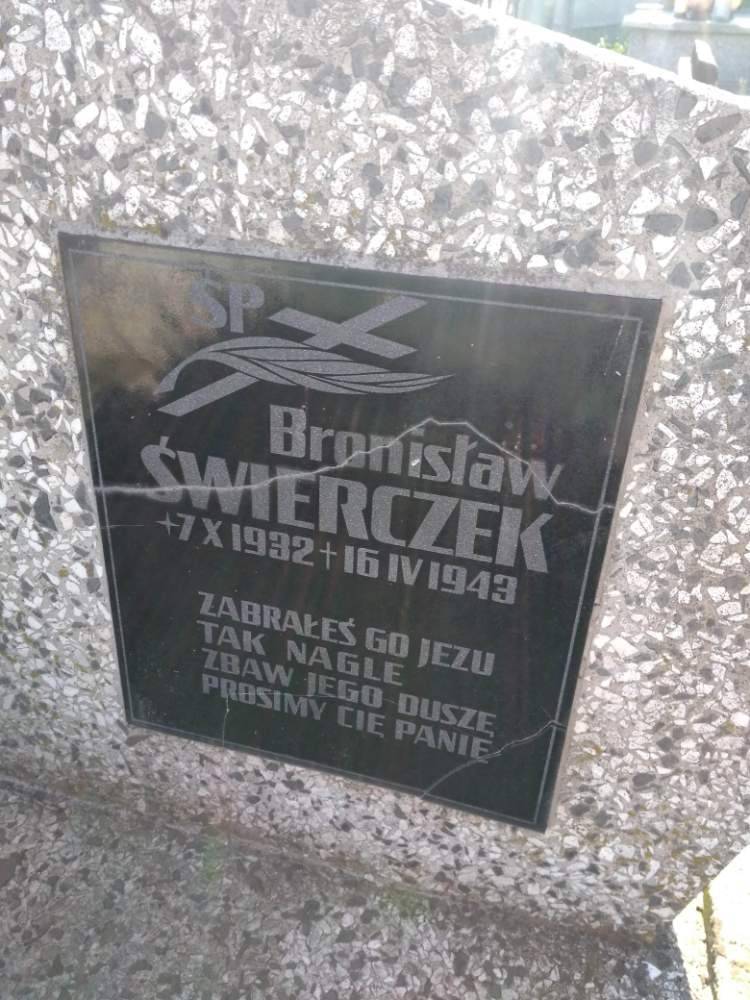 ŚP
Bronisław
ŚWIERCZEK
+7 X 1932 +16 IV 1943
ZABRAŁEŚ GO JEZU
TAK NAGLE
ZBAW JEGO DUSZĘ
PROSIMY CIĘ PANIE